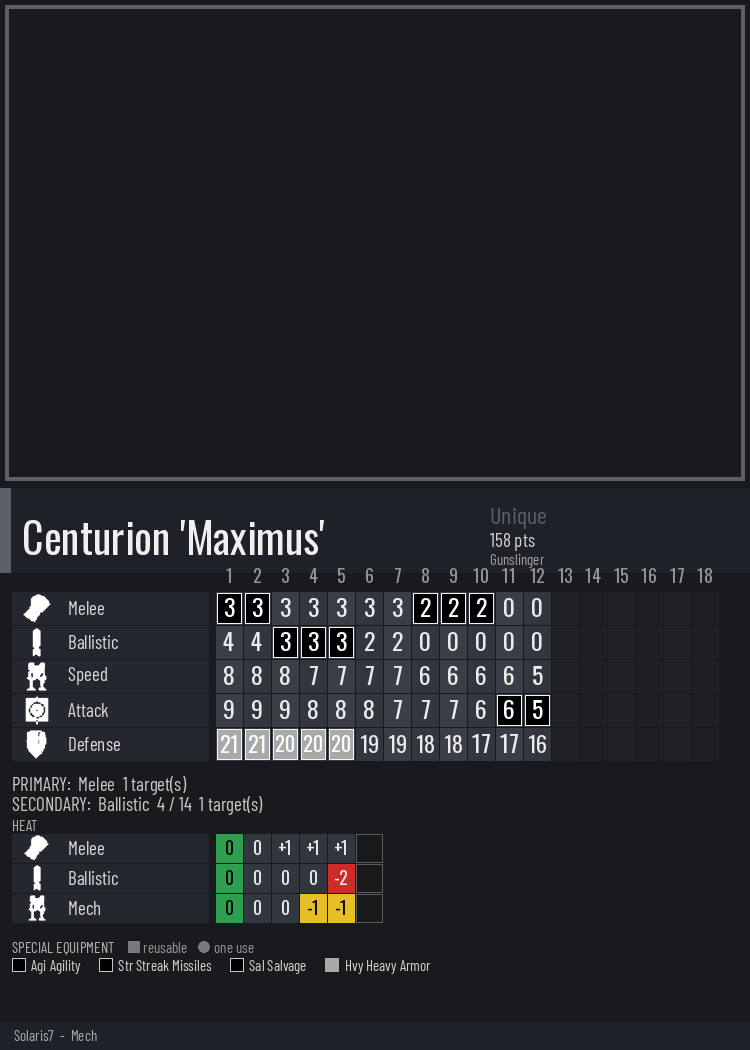 Centurion 'Maximus'
Unique
158 pts
Gunslinger
1 2 3 4 5 6 7 8 9 10 11 12 13 14 15 16 17 18
Melee 3 3 3 3 3 3 3 2 2 2 0 0
Ballistic 4 4 3 3 3 2 2 0 0 0 0 0
Speed 8 8 8 7 7 7 7 6 6 6 6 5
Attack 9 9 9 8 8 8 7 7 7 6 6 5
Defense 21 21 20 20 20 19 19 18 18 17 17 16
PRIMARY: Melee 1 target(s)
SECONDARY: Ballistic 4 / 14 1 target(s)
HEAT
Melee 0 0 +1 +1 +1
Ballistic 0 0 0 0 -2
Mech 0 0 0 -1 -1
SPECIAL EQUIPMENT reusable one use
Agi Agility Str Streak Missiles Sal Salvage Hvy Heavy Armor
Solaris7 - Mech